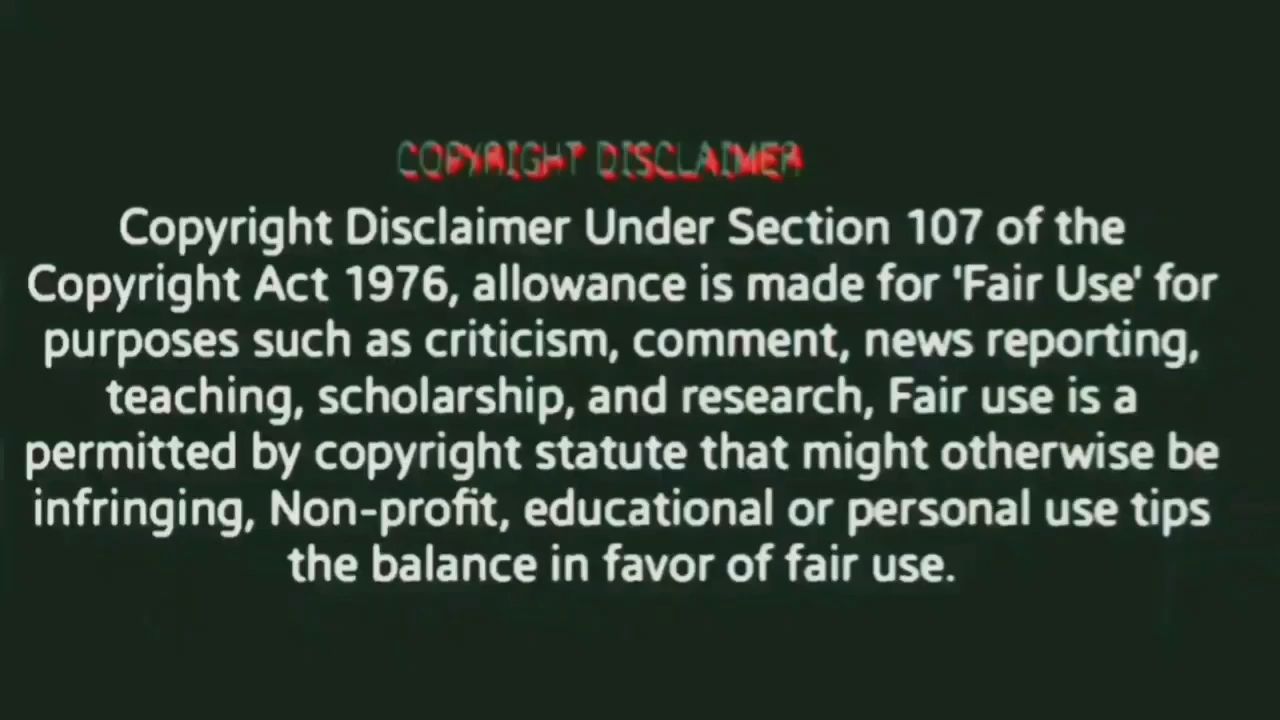 COPYRIGHT DISCLAIMER
Copyright Disclaimer Under Section 107 of the
Copyright Act 1976, allowance is made for 'Fair Use' for
purposes such as criticism, comment, news reporting,
teaching, scholarship, and research, Fair use is a
permitted by copyright statute that might otherwise be
infringing, Non-profit, educational or personal use tips
the balance in favor of fair use.